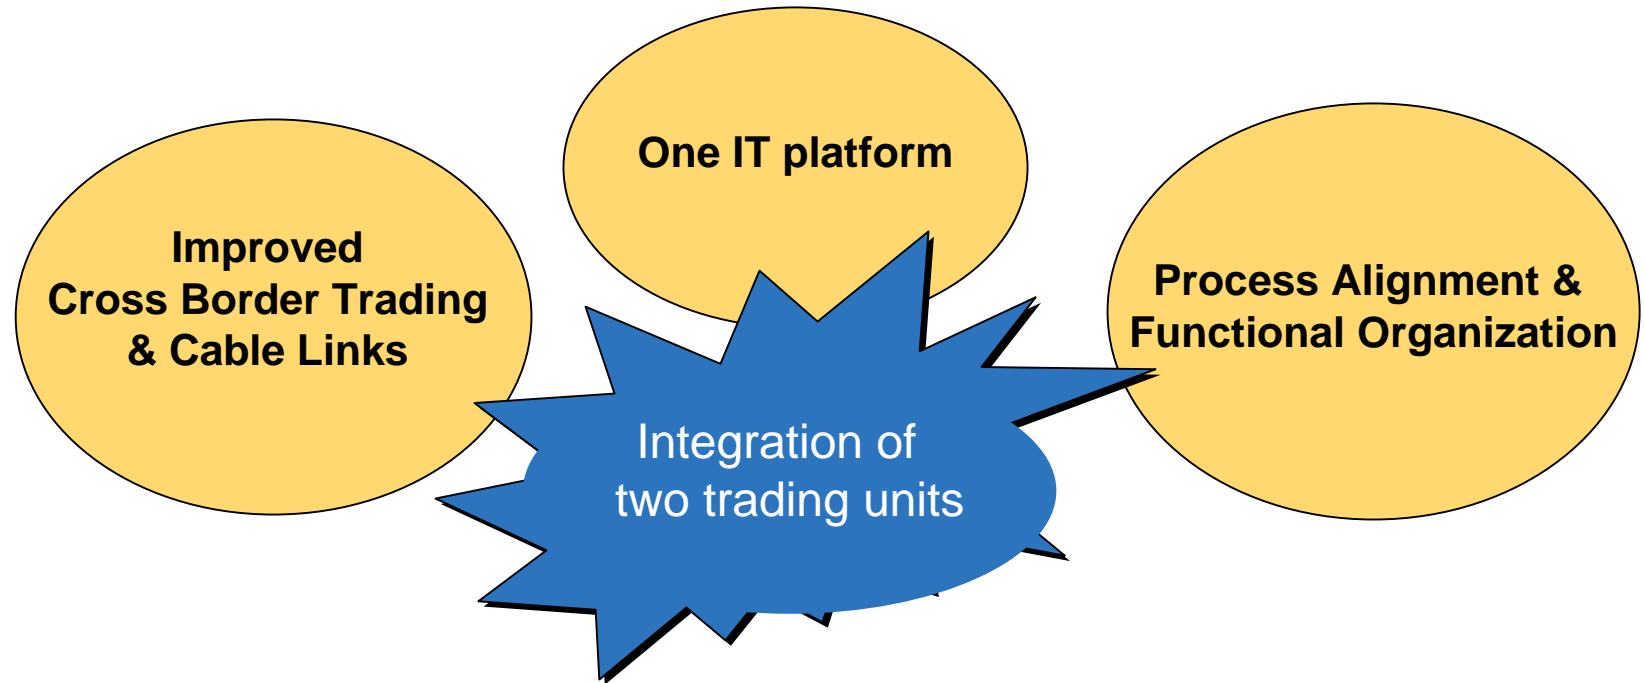 One IT platform
Improved
Cross Border Trading
& Cable Links
Process Alignment &
Functional Organization
Integration of
two trading units